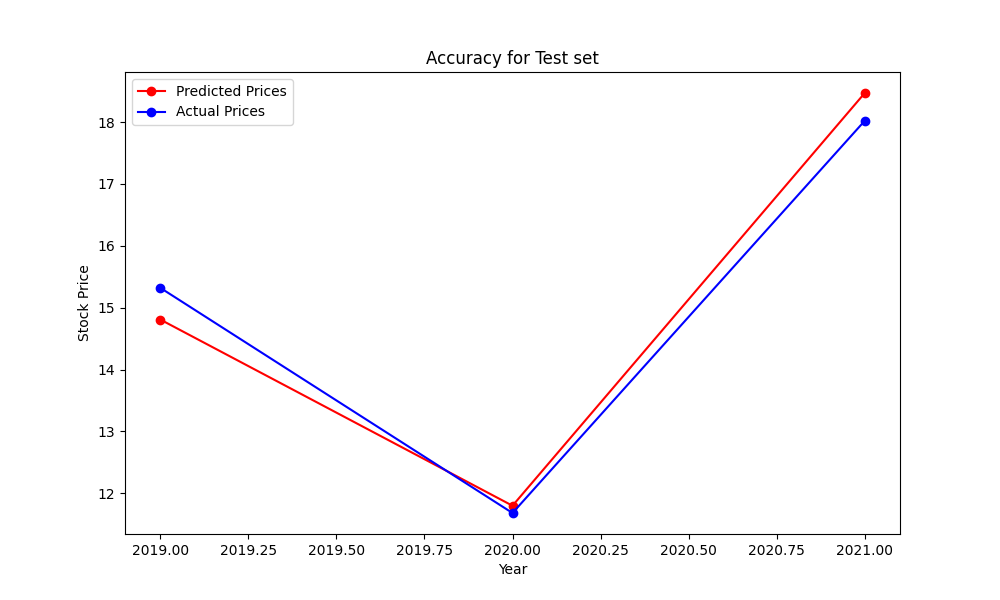 Accuracy for Test set
Predicted Prices
Actual Prices
Stock Price
18
17
16
15
14
13
12
2019.00 2019.25 2019.50 2019.75 2020.00 2020.25 2020.50 2020.75 2021.00
Year